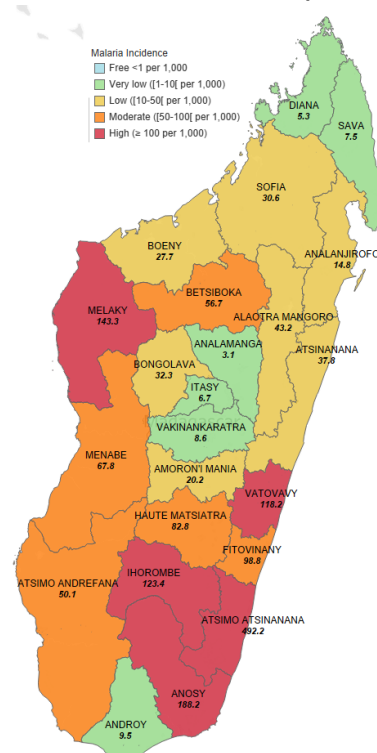 Malaria Incidence
Free <1 per 1,000
Very low ([1-10[ per 1,000)
Low ([10-50[ per 1,000)
Moderate ([50-100[ per 1,000)
High (≥ 100 per 1,000)
DIANA
5.3
SAVA
7.5
SOFIA
30.6
BOENY
27.7
ANALANJIROFO
14.8
BETSIBOKA
56.7
MELAKY
143.3
ALAOTRA MANGORO
43.2
ANALAMANGA
3.1
ATSINANANA
37.8
BONGOLAVA
32.3
ITASY
6.7
VAKINANKARATRA
8.6
MENABE
67.8
AMORON'I MANIA
20.2
VATOVAVY
118.2
HAUTE MATSIATRA
82.8
FITOVINANY
98.8
IHOROMBE
123.4
ATSIMO ANDREFANA
50.1
ATSIMO ATSINANANA
492.2
ANOSY
188.2
ANDROY
9.5